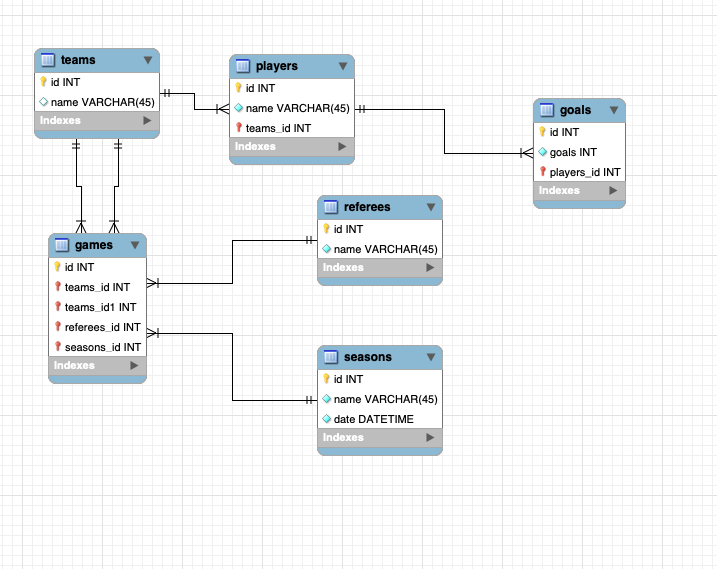 teams
id INT
name VARCHAR(45)
Indexes
players
id INT
name VARCHAR(45)
teams_id INT
Indexes
goals
id INT
goals INT
players_id INT
Indexes
referees
id INT
name VARCHAR(45)
Indexes
games
id INT
teams_id INT
teams_id1 INT
referees_id INT
seasons_id INT
Indexes
seasons
id INT
name VARCHAR(45)
date DATETIME
Indexes